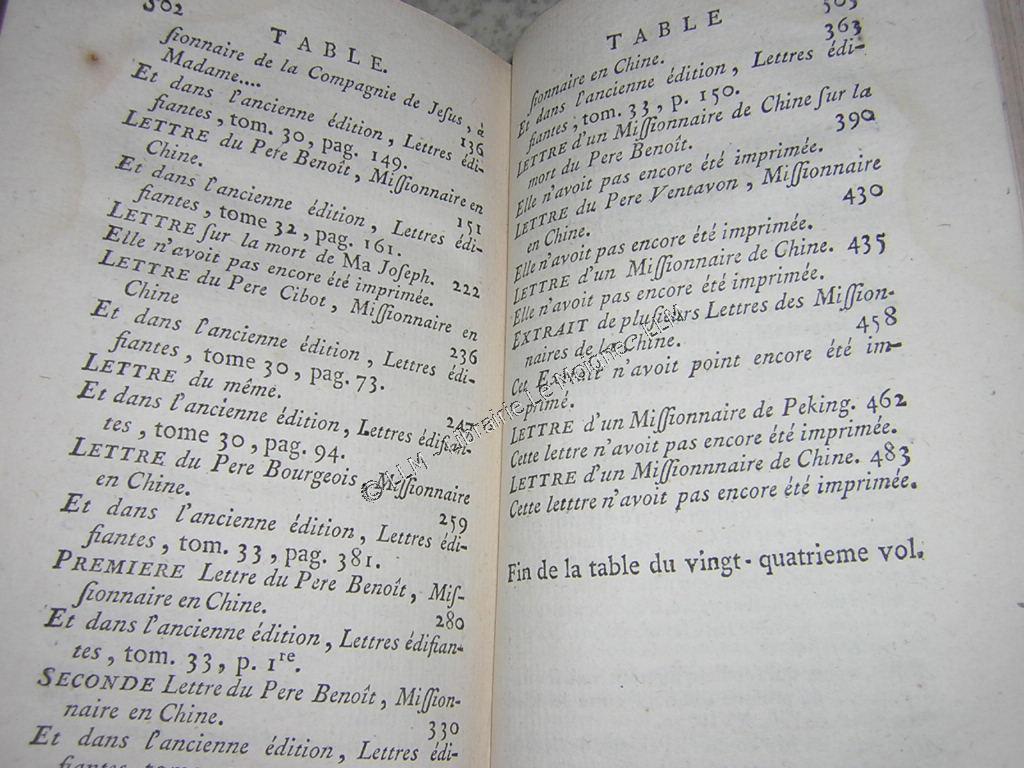 502
TABLE.
ſionnaire de la Compagnie de Jeſus, à
Madame.... 136
Et dans l'ancienne édition, Lettres édi-
fiantes, tom. 30, pag. 149.
LETTRE du Pere Benoît, Miſſionnaire en
Chine. 151
Et dans l'ancienne édition, Lettres édi-
fiantes, tome 32, pag. 161.
LETTRE ſur la mort de Ma Joſeph. 222
Elle n'avoit pas encore été imprimée.
LETTRE du Pere Cibot, Miſſionnaire en
Chine 236
Et dans l'ancienne édition, Lettres édi-
fiantes, tome 30, pag. 73.
LETTRE du même.
Et dans l'ancienne édition, Lettres édifian-
tes, tome 30, pag. 94.
LETTRE du Pere Bourgeois, Miſſionnaire
en Chine. 259
Et dans l'ancienne édition, Lettres édi-
fiantes, tom. 33, pag. 381.
PREMIERE Lettre du Pere Benoît, Miſ-
ſionnaire en Chine. 280
Et dans l'ancienne édition, Lettres édifian-
tes, tom. 33, p. 1re.
SECONDE Lettre du Pere Benoît, Miſſion-
naire en Chine. 330
Et dans l'ancienne édition, Lettres édi-
fiantes, tom
TABLE 503
ſionnaire en Chine. 363
Et dans l'ancienne édition, Lettres édi-
fiantes, tom. 33, p. 150.
LETTRE d'un Miſſionnaire de Chine ſur la
mort du Pere Benoît. 390
Elle n'avoit pas encore été imprimée.
LETTRE du Pere Ventavon, Miſſionnaire
en Chine. 430
Elle n'avoit pas encore été imprimée.
LETTRE d'un Miſſionnaire de Chine. 435
Elle n'avoit pas encore été imprimée.
EXTRAIT de pluſieurs Lettres des Miſſion-
naires de la Chine. 458
Cet Extrait n'avoit point encore été im-
primé.
LETTRE d'un Miſſionnaire de Peking. 462
Cette lettre n'avoit pas encore été imprimée.
LETTRE d'un Miſſionnnaire de Chine. 483
Cette letttre n'avoit pas encore été imprimée.
Fin de la table du vingt-quatrieme vol.
© LLM - Librairie Le Moigne - LLM